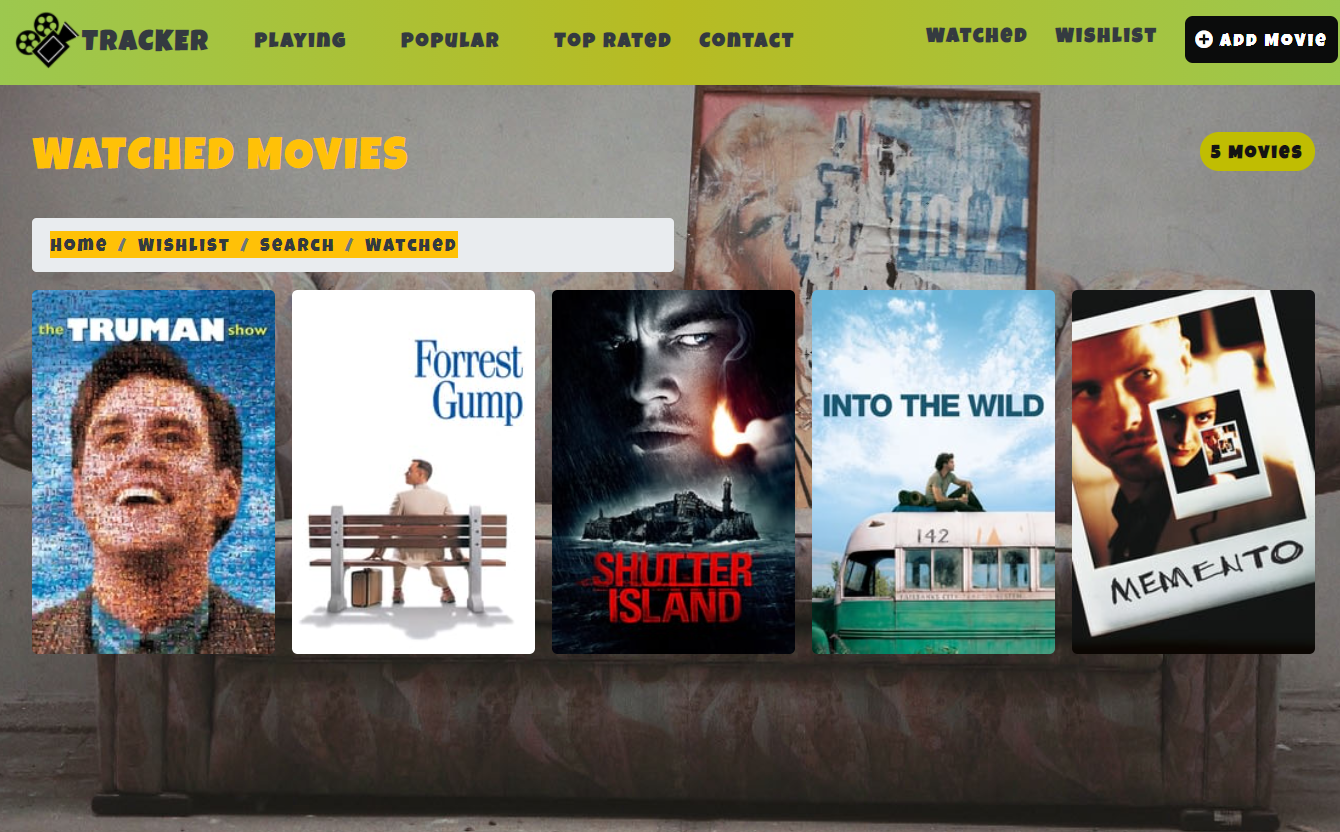 TRACKER PLAYING POPULAR TOP RATED CONTACT WATCHED WISHLIST ADD MOVIE
WATCHED MOVIES
5 MOVIES
HOME / WISHLIST / SEARCH / WATCHED
the TRUMAN show
Forrest
Gump
SHUTTER
ISLAND
INTO THE WILD
142
MEMENTO